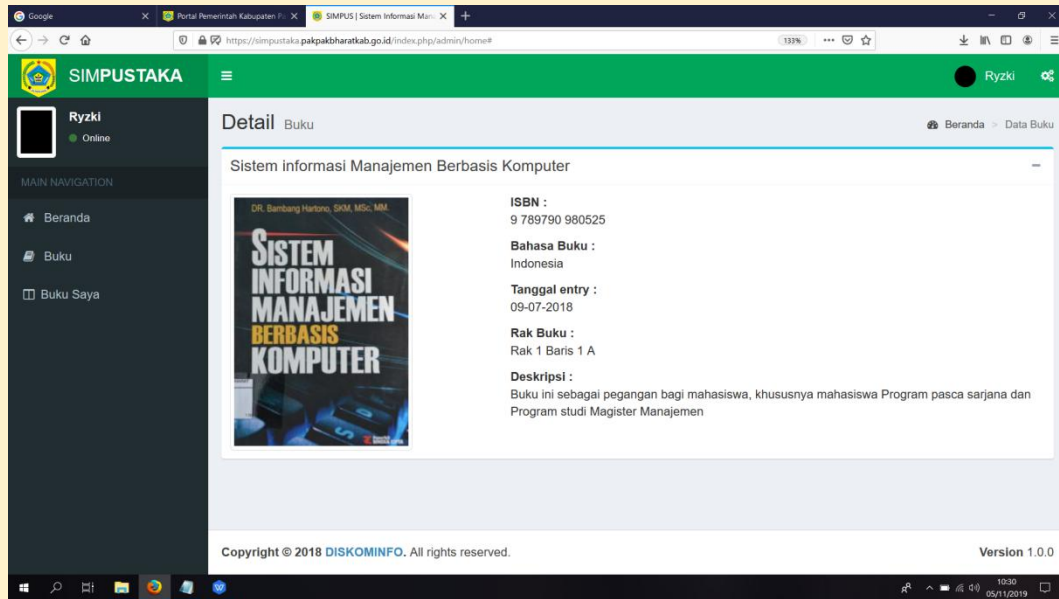 Google
Portal Pemerintah Kabupaten P
SIMPUS | Sistem Informasi Mana
https://simpustaka.pakpakbharatkab.go.id/index.php/admin/home#
133%
SIMPUSTAKA
Ryzki
Ryzki
Online
Detail Buku
Beranda > Data Buku
MAIN NAVIGATION
Beranda
Buku
Buku Saya
Sistem informasi Manajemen Berbasis Komputer
DR. Bambang Hartono, SKM, MSc, MM.
SISTEM
INFORMASI
MANAJEMEN
BERBASIS
KOMPUTER
ISBN :
9 789790 980525
Bahasa Buku :
Indonesia
Tanggal entry :
09-07-2018
Rak Buku :
Rak 1 Baris 1 A
Deskripsi :
Buku ini sebagai pegangan bagi mahasiswa, khususnya mahasiswa Program pasca sarjana dan
Program studi Magister Manajemen
Copyright © 2018 DISKOMINFO. All rights reserved.
Version 1.0.0
10:30
05/11/2019